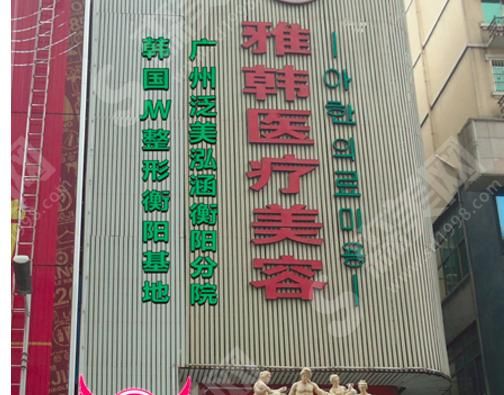 韩国JW整形衡阳基地
广州泛美泓涵衡阳分院
雅韩医疗美容
—아한의료미용—